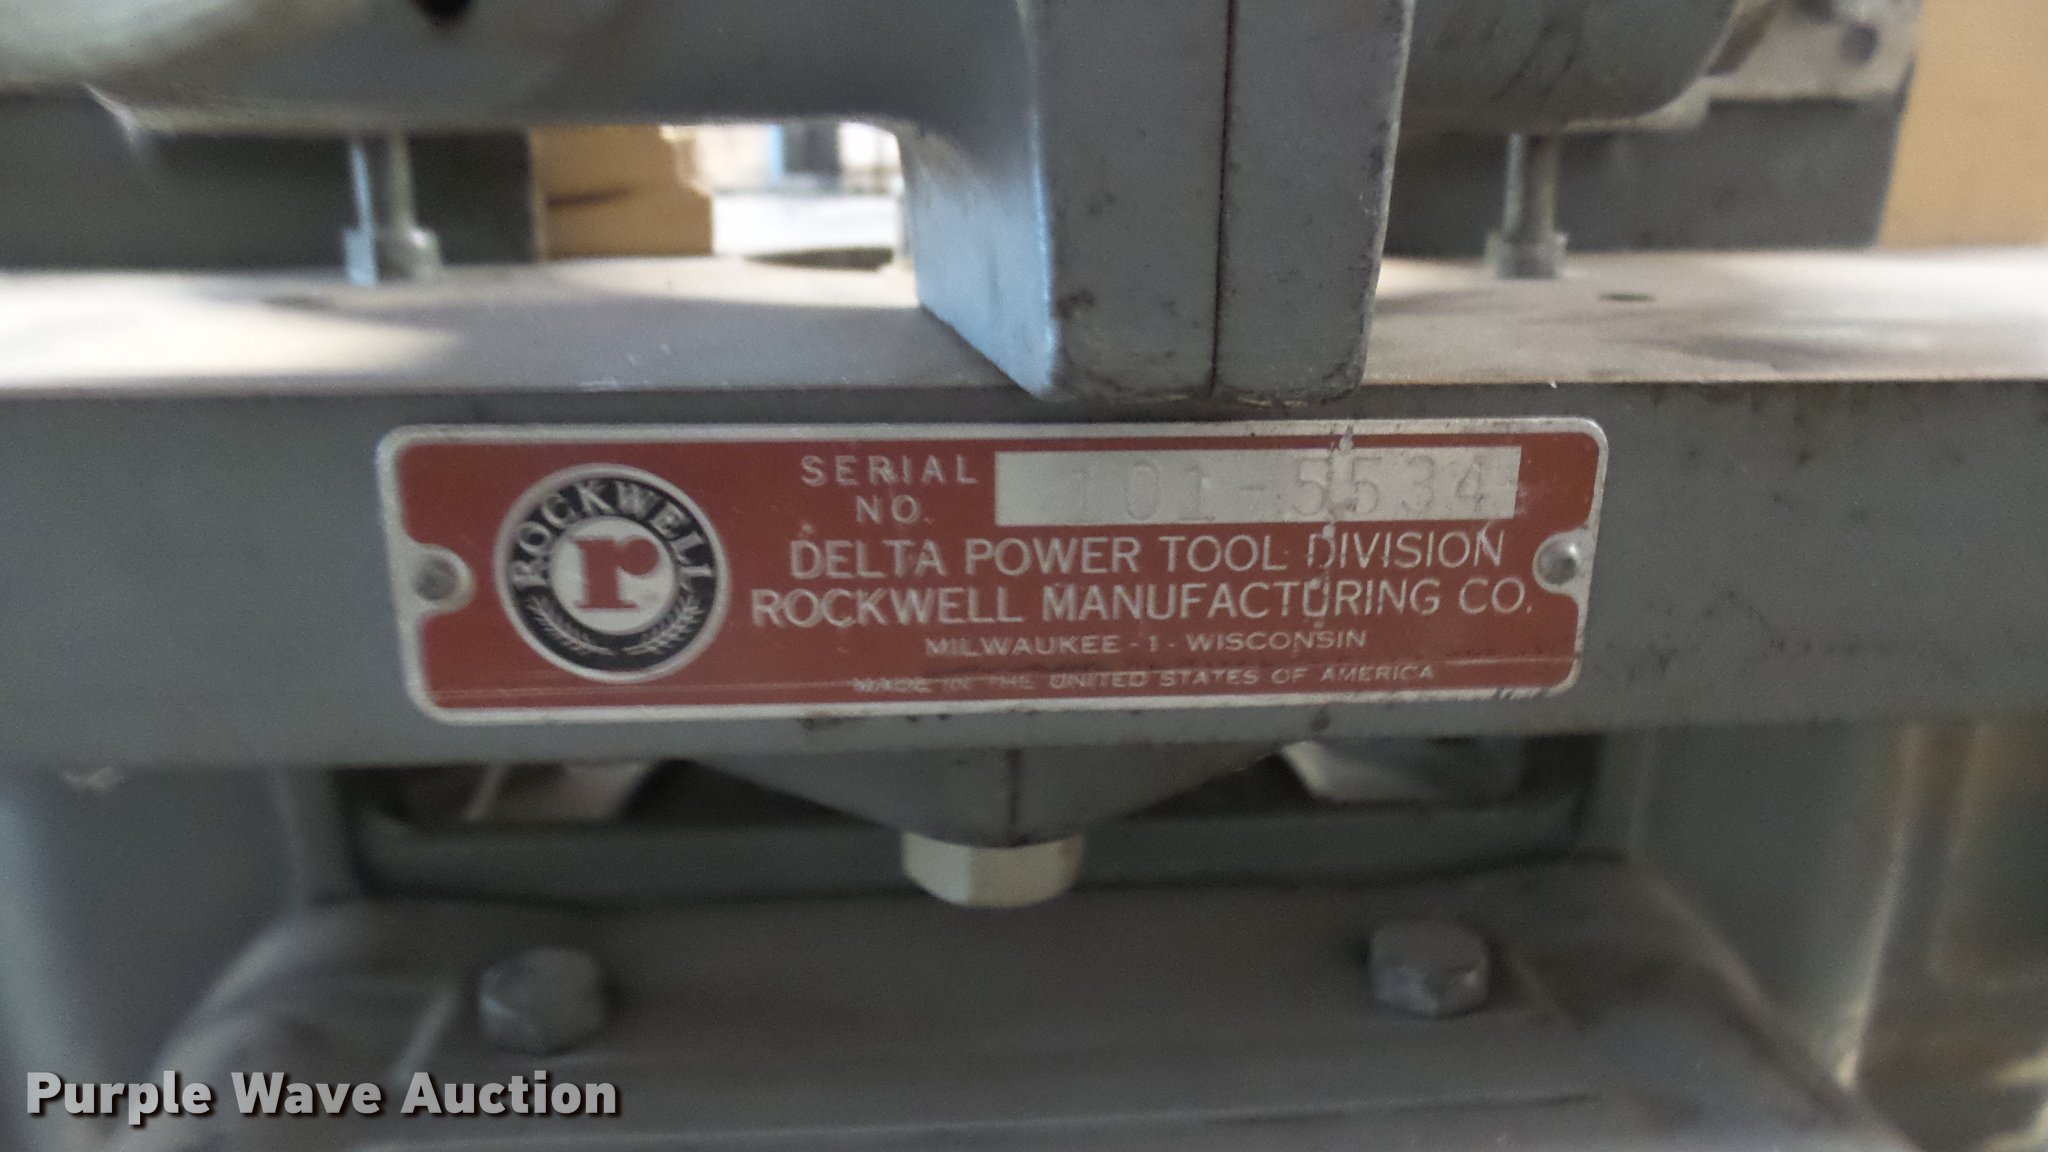 ROCKWELL
r
SERIAL
NO. 101-5534
DELTA POWER TOOL DIVISION
ROCKWELL MANUFACTURING CO.
MILWAUKEE - 1 - WISCONSIN
MADE IN THE UNITED STATES OF AMERICA
Purple Wave Auction